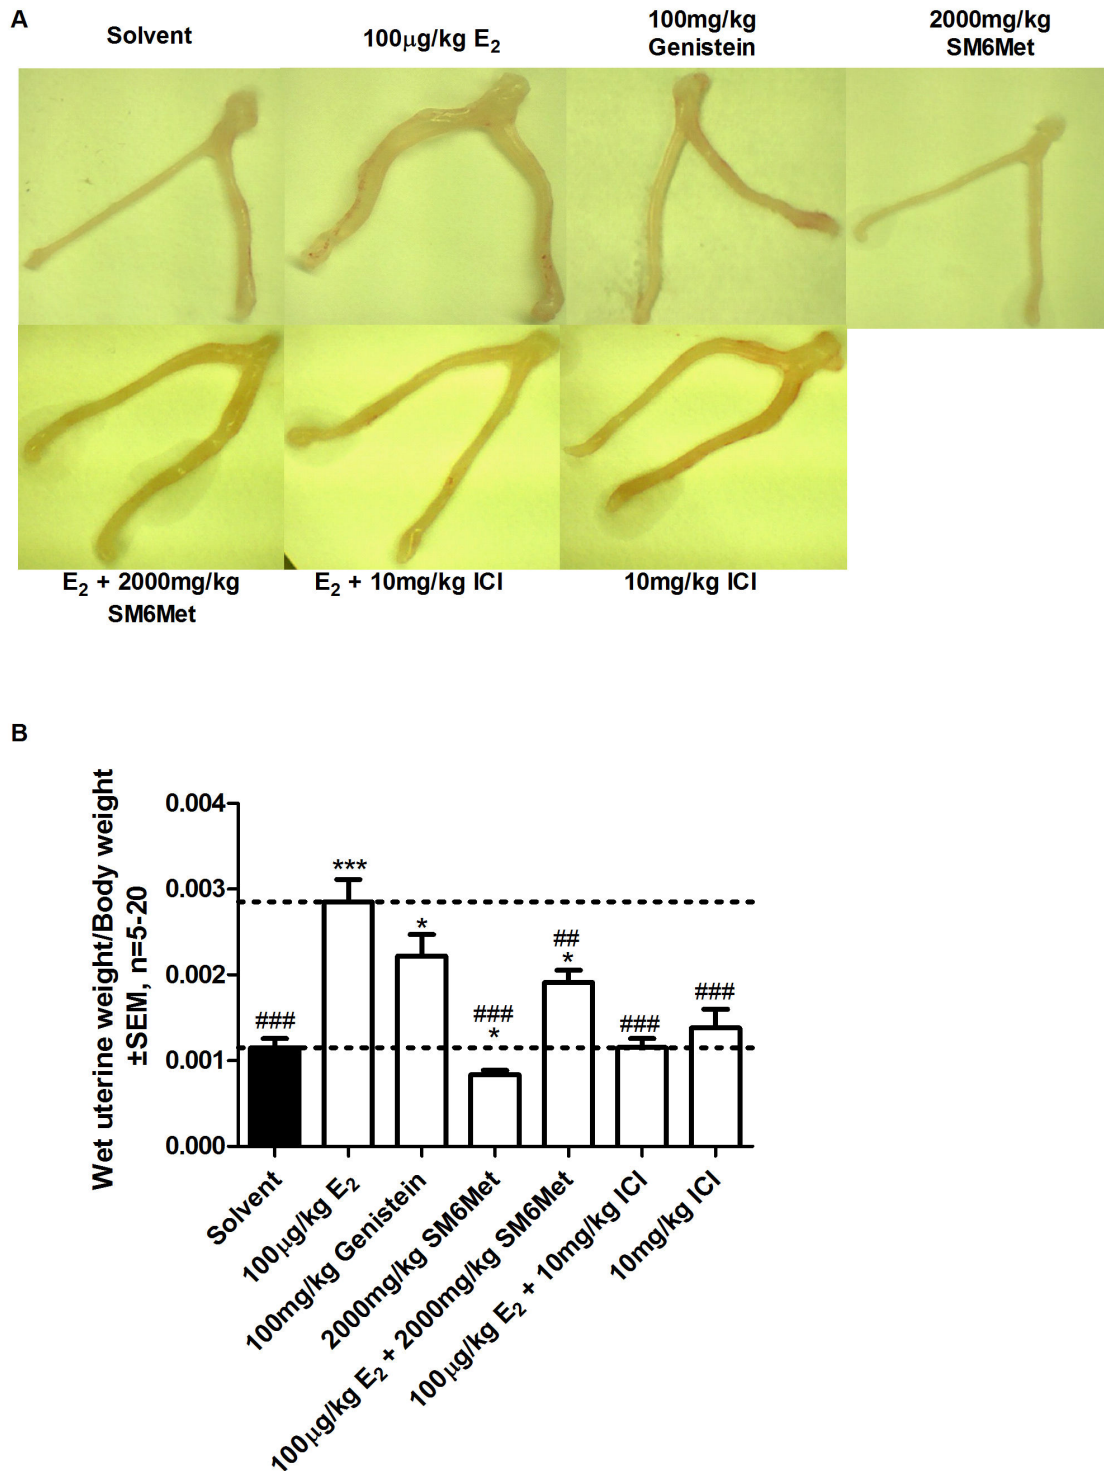 A
Solvent
100µg/kg E₂
100mg/kg
Genistein
2000mg/kg
SM6Met
E₂ + 2000mg/kg
SM6Met
E₂ + 10mg/kg ICI
10mg/kg ICI
B
Wet uterine weight/Body weight
±SEM, n=5-20
0.004
0.003
0.002
0.001
0.000
###
***
*
###
*
##
*
###
###
Solvent
100µg/kg E₂
100mg/kg Genistein
2000mg/kg SM6Met
100µg/kg E₂ + 2000mg/kg SM6Met
100µg/kg E₂ + 10mg/kg ICI
10mg/kg ICI